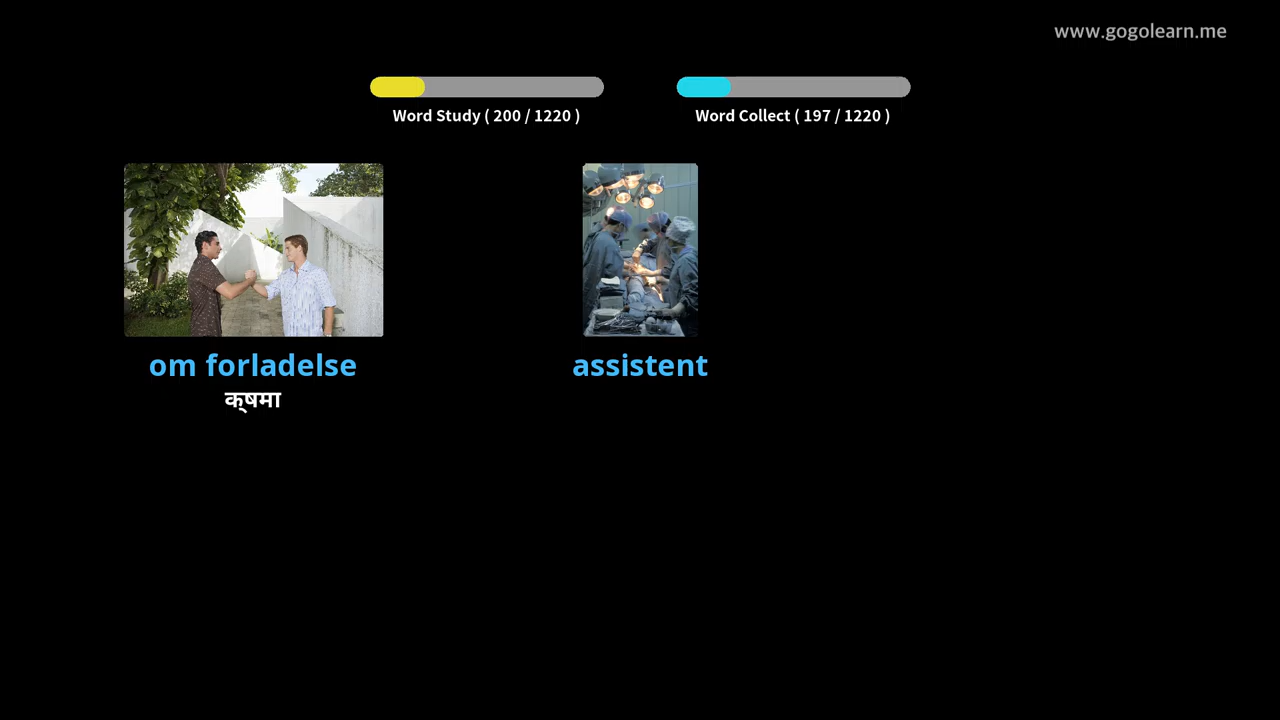 www.gogolearn.me
Word Study ( 200 / 1220 )
Word Collect ( 197 / 1220 )
om forladelse
assistent
क्षमा